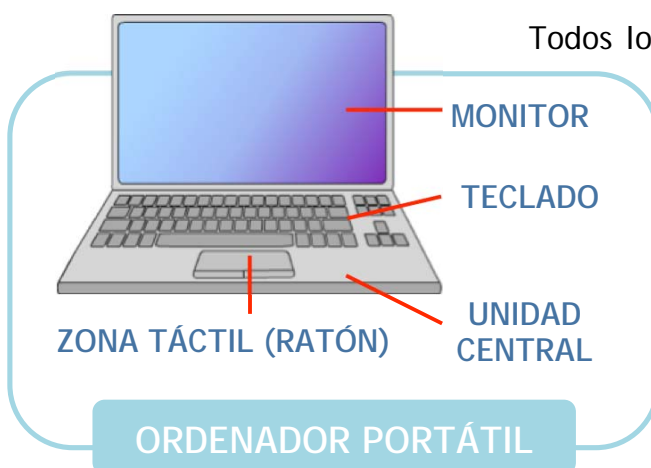 Todos lo
MONITOR
TECLADO
UNIDAD
CENTRAL
ZONA TÁCTIL (RATÓN)
ORDENADOR PORTÁTIL